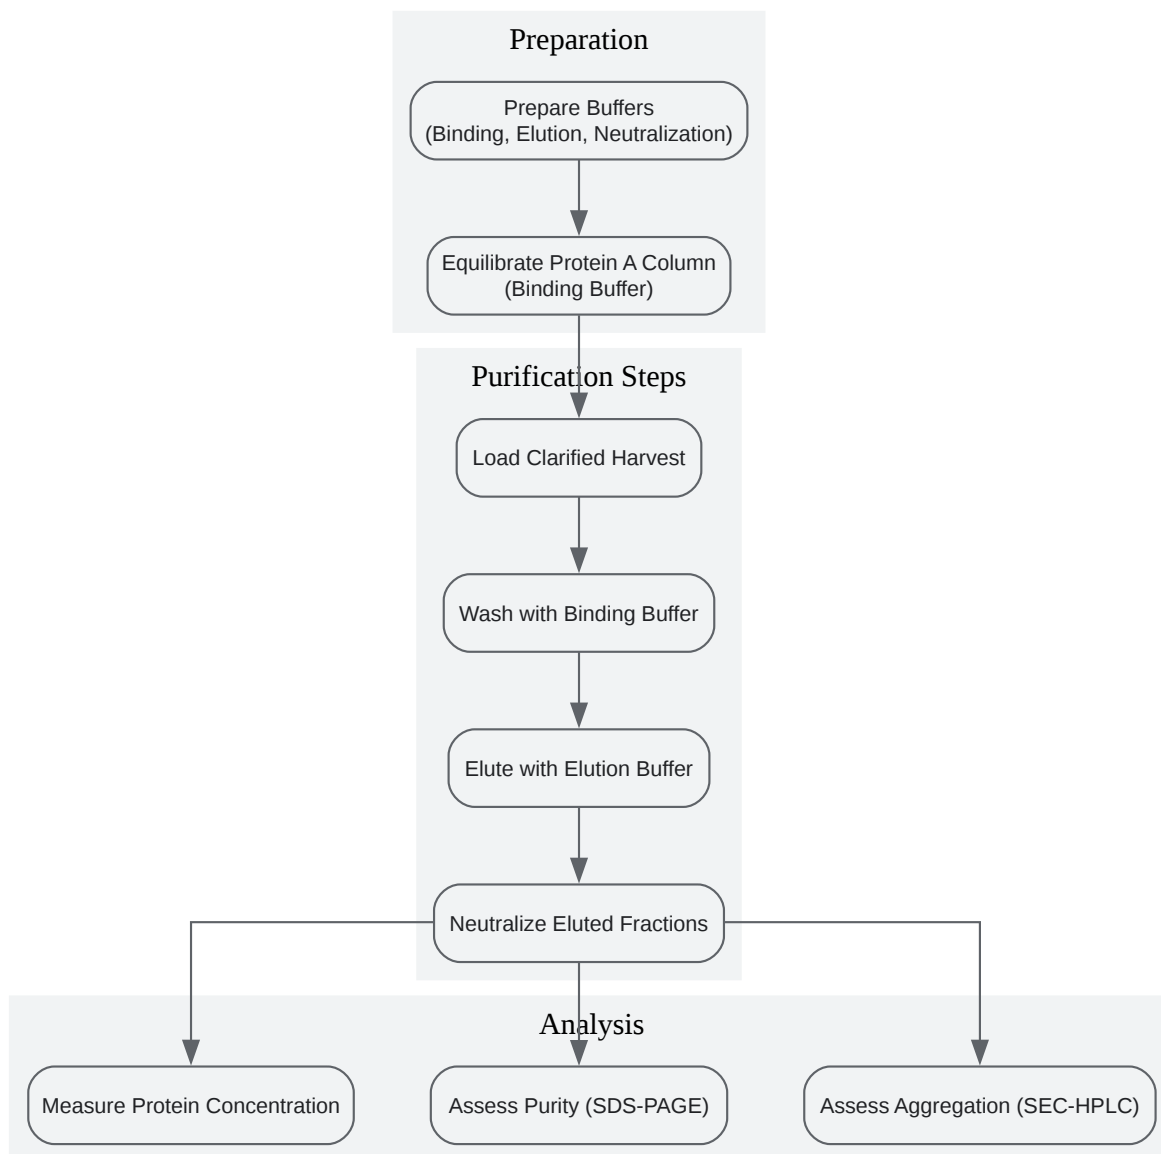 Preparation
Prepare Buffers
(Binding, Elution, Neutralization)
Equilibrate Protein A Column
(Binding Buffer)
Purification Steps
Load Clarified Harvest
Wash with Binding Buffer
Elute with Elution Buffer
Neutralize Eluted Fractions
Analysis
Measure Protein Concentration
Assess Purity (SDS-PAGE)
Assess Aggregation (SEC-HPLC)